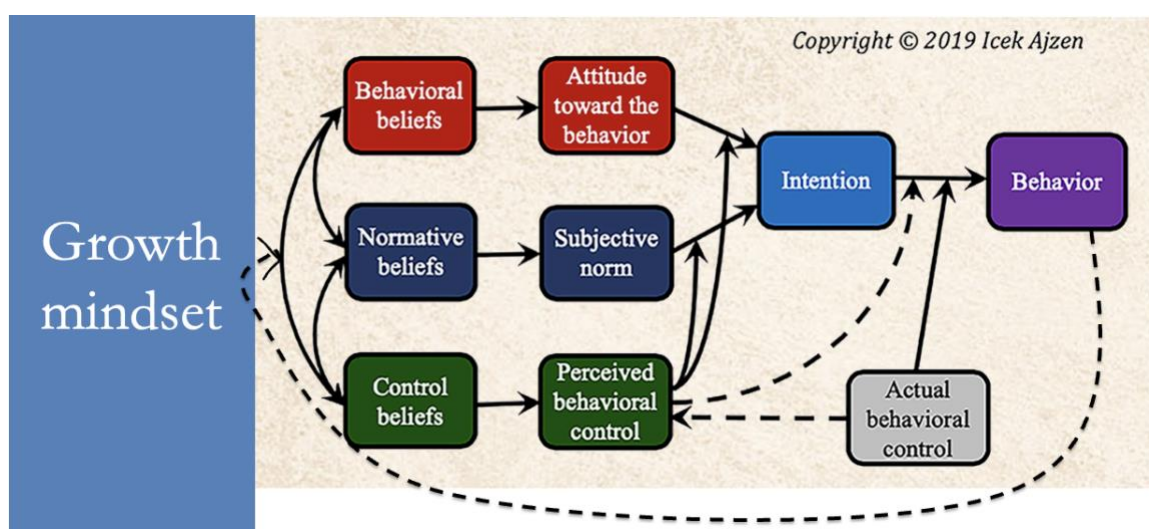 Copyright © 2019 Icek Ajzen
Growth
mindset
Behavioral
beliefs
Attitude
toward the
behavior
Intention
Behavior
Normative
beliefs
Subjective
norm
Control
beliefs
Perceived
behavioral
control
Actual
behavioral
control